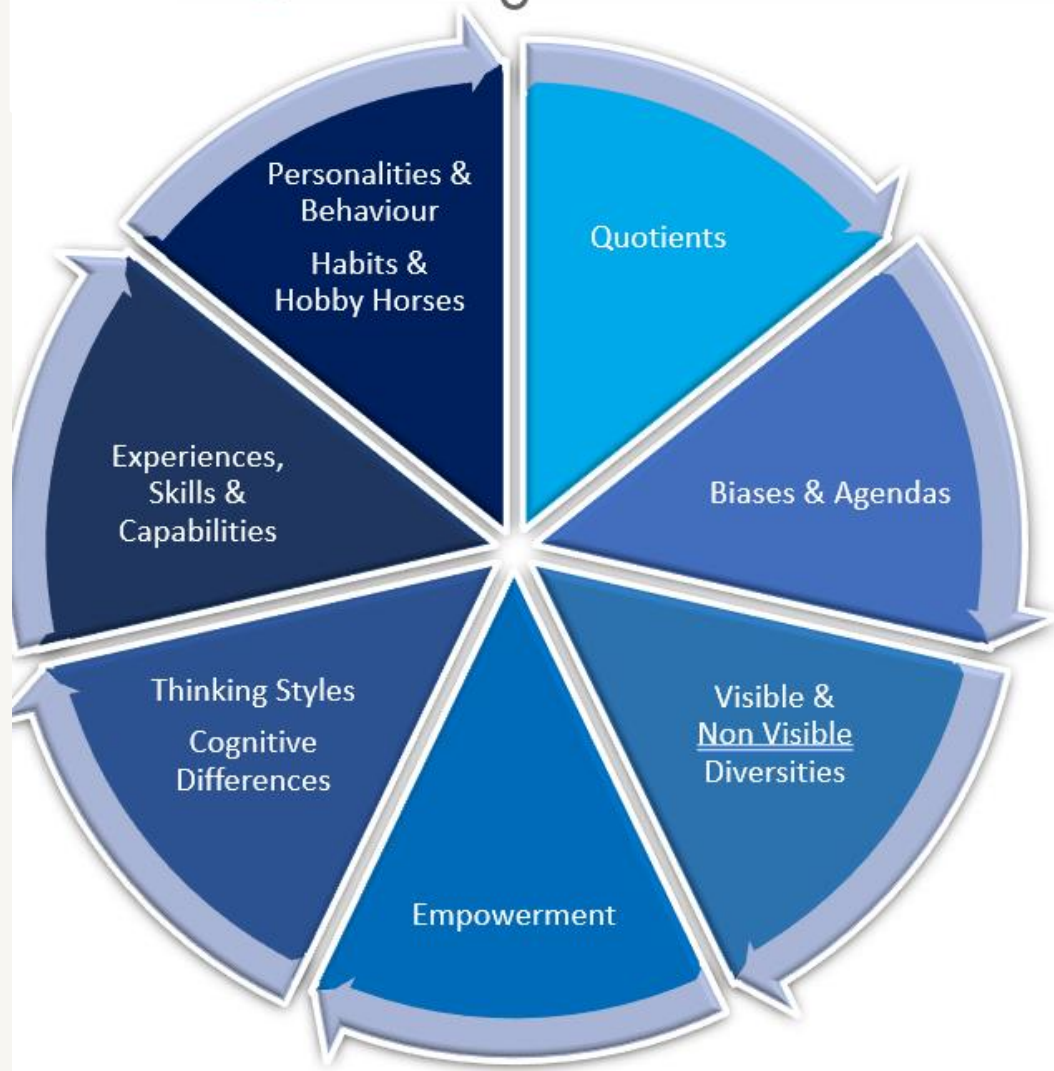 Quotients
Biases & Agendas
Visible &
Non Visible
Diversities
Empowerment
Thinking Styles
Cognitive
Differences
Experiences,
Skills &
Capabilities
Personalities &
Behaviour
Habits &
Hobby Horses